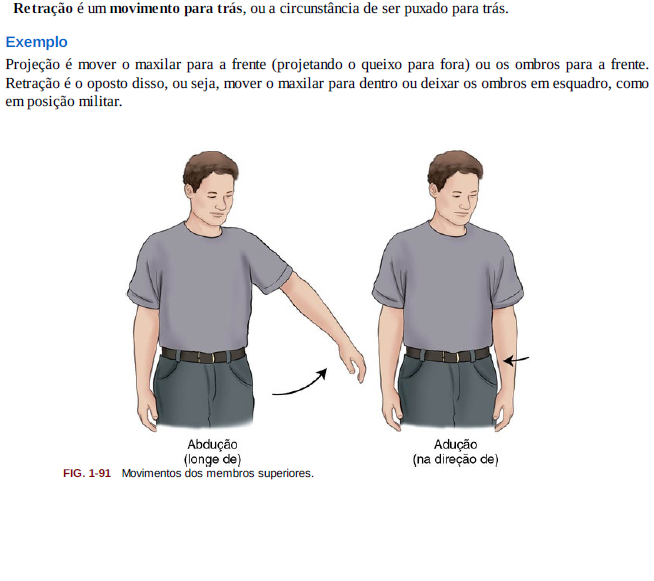 Retração é um movimento para trás, ou a circunstância de ser puxado para trás.
Exemplo
Projeção é mover o maxilar para a frente (projetando o queixo para fora) ou os ombros para a frente.
Retração é o oposto disso, ou seja, mover o maxilar para dentro ou deixar os ombros em esquadro, como
em posição militar.
Abdução
(longe de)
Adução
(na direção de)
FIG. 1-91 Movimentos dos membros superiores.